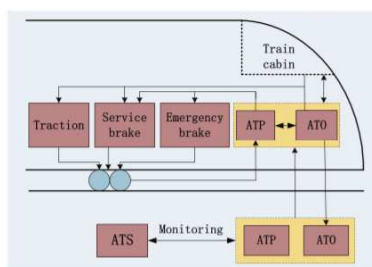 Train
cabin
Traction
Service
brake
Emergency
brake
ATP
ATO
ATS
Monitoring
ATP
ATO